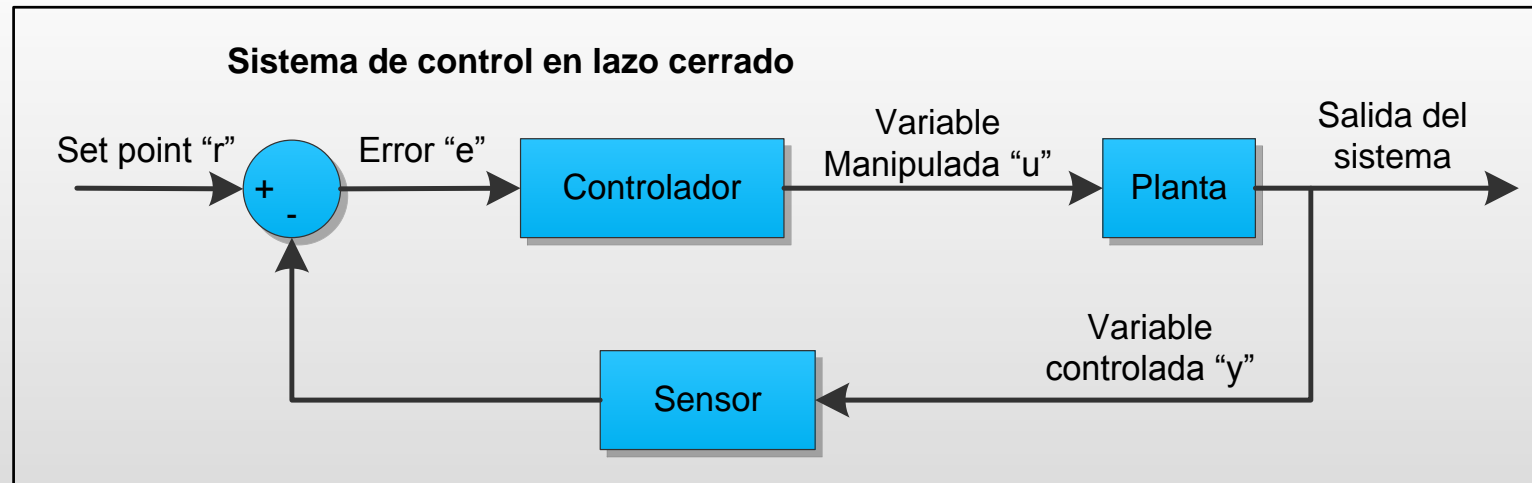 Sistema de control en lazo cerrado
Set point “r”
Error “e”
Controlador
Variable
Manipulada “u”
Planta
Salida del
sistema
+
-
Variable
controlada “y”
Sensor